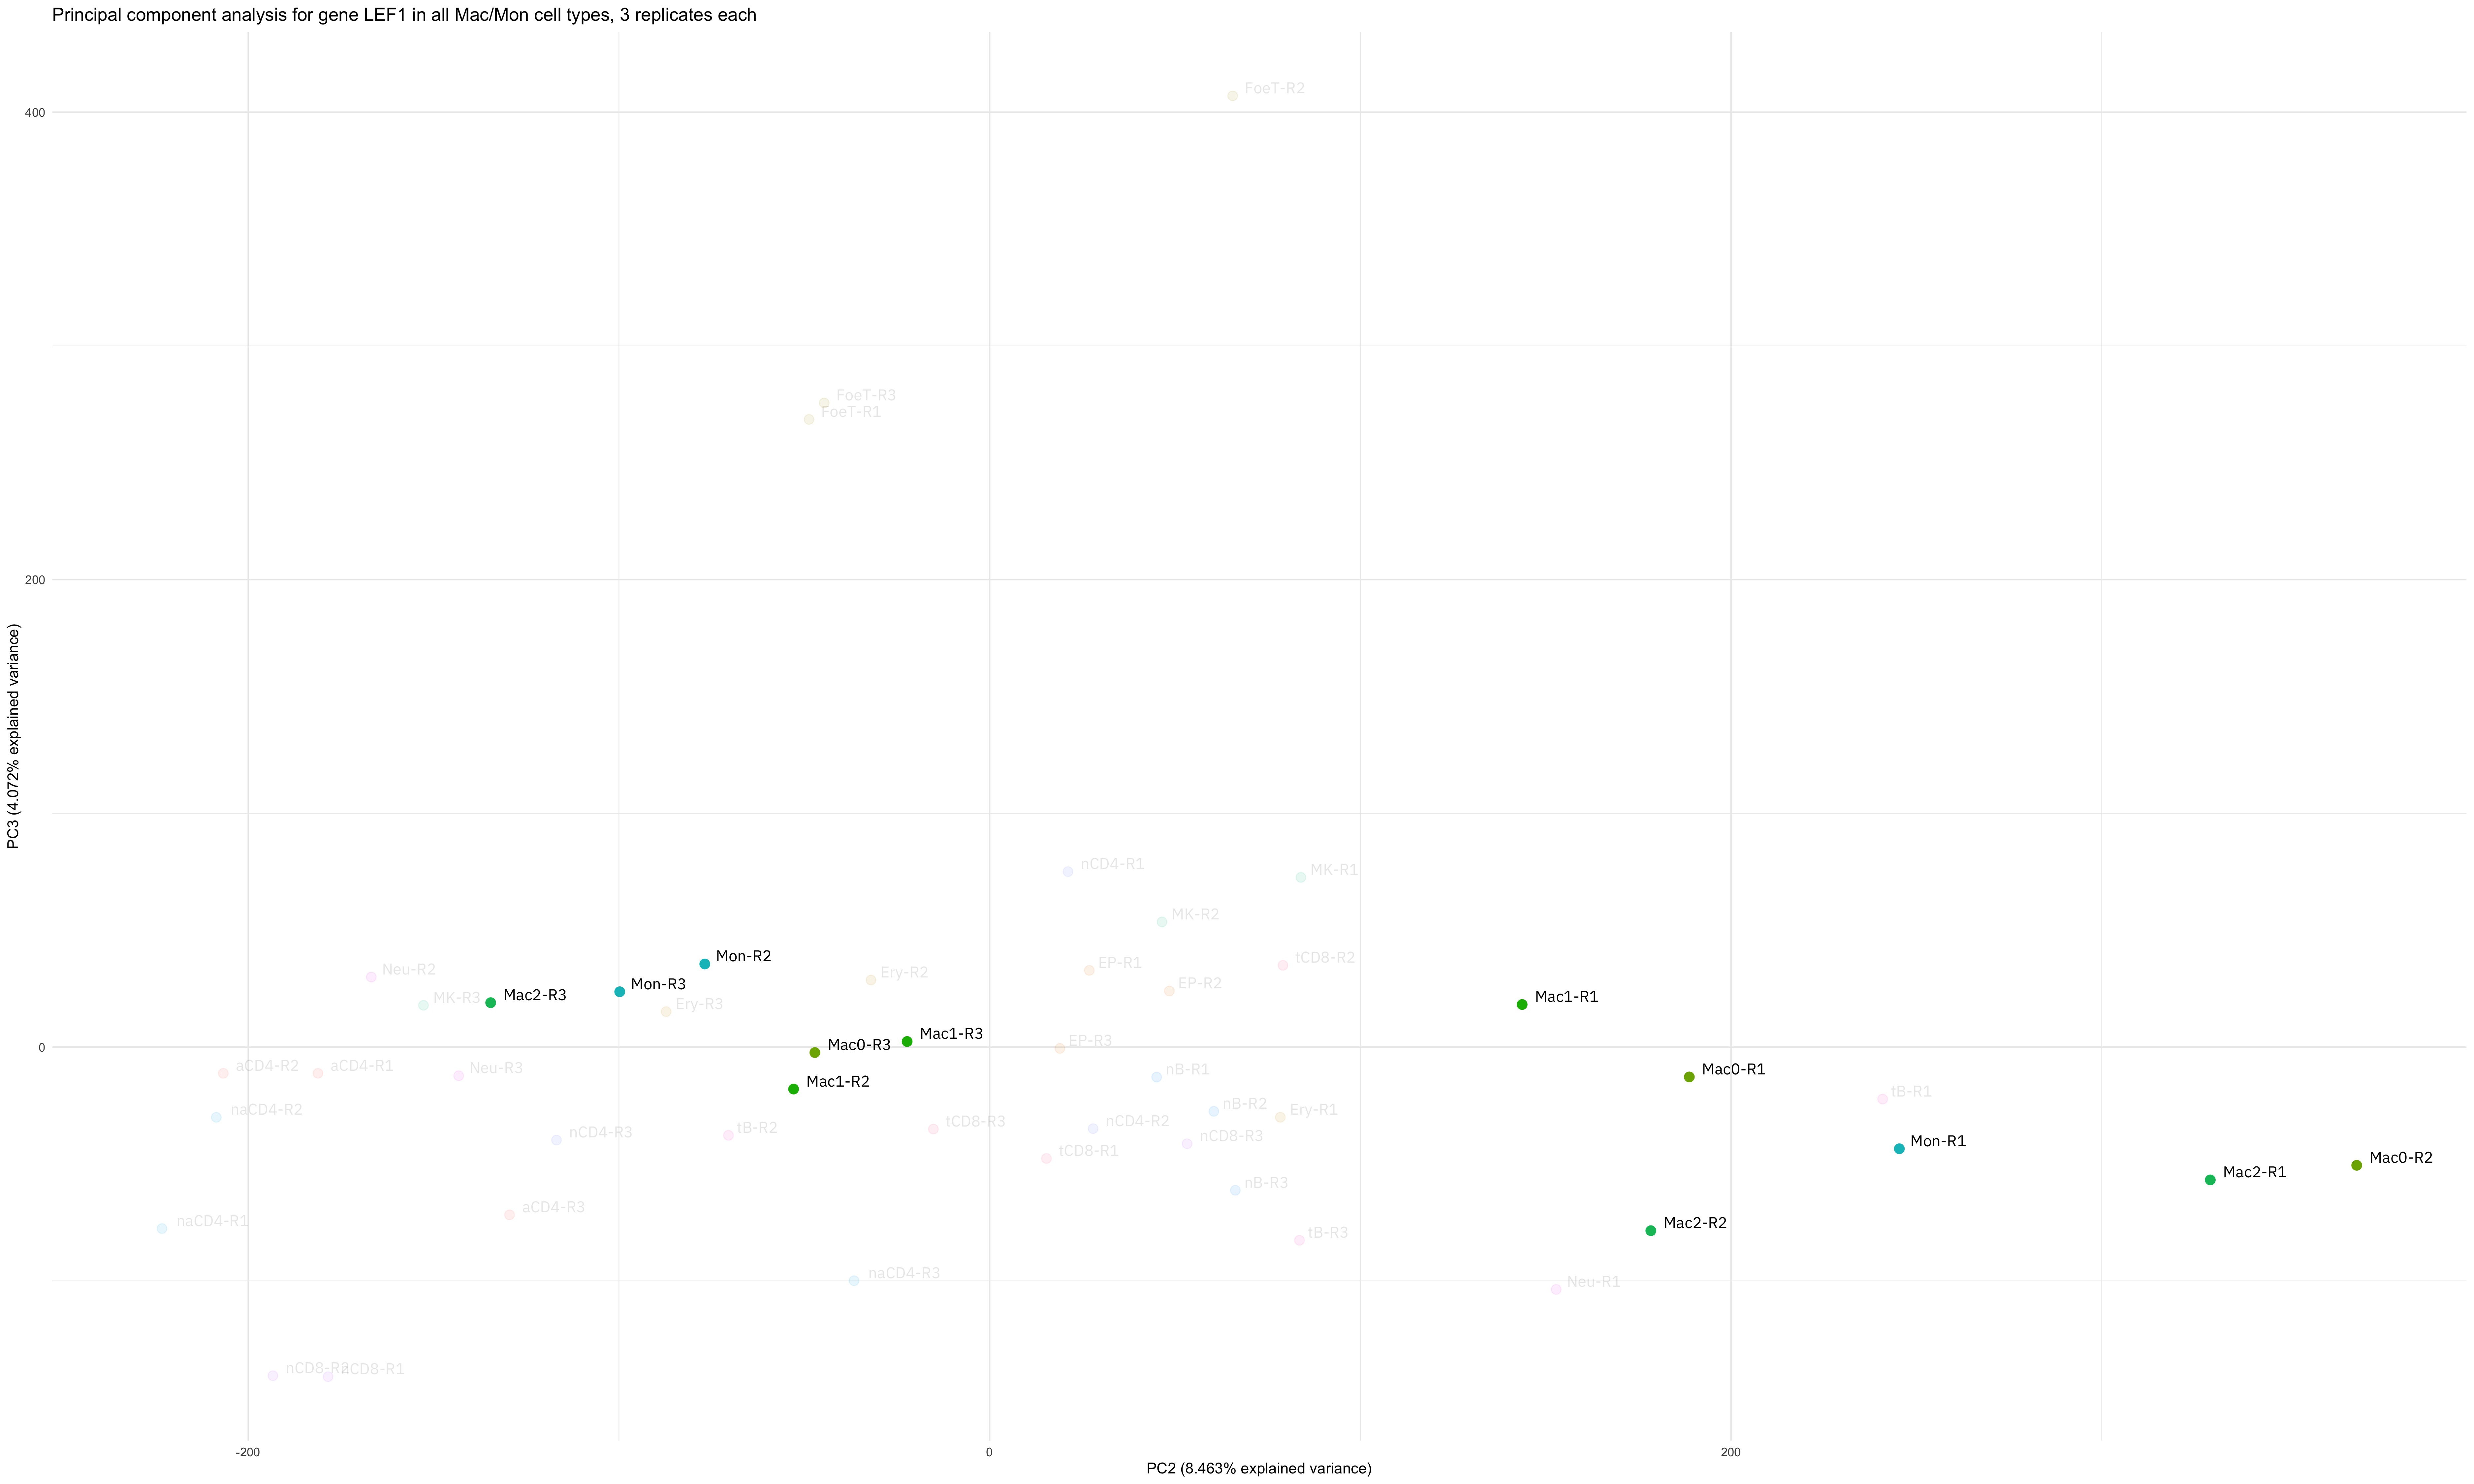 Principal component analysis for gene LEF1 in all Mac/Mon cell types, 3 replicates each
FoeT-R2
400
FoeT-R3
FoeT-R1
200
PC3 (4.072% explained variance)
nCD4-R1
MK-R1
MK-R2
Mon-R2
tCD8-R2
EP-R1
Neu-R2
Ery-R2
Mon-R3
EP-R2
MK-R3
Mac2-R3
Mac1-R1
Ery-R3
Mac1-R3
EP-R3
0
Mac0-R3
aCD4-R2
aCD4-R1
Neu-R3
nB-R1
Mac0-R1
Mac1-R2
tB-R1
naCD4-R2
nB-R2
Ery-R1
nCD4-R3
tB-R2
tCD8-R3
nCD4-R2
nCD8-R3
Mon-R1
tCD8-R1
Mac0-R2
Mac2-R1
nB-R3
aCD4-R3
naCD4-R1
Mac2-R2
tB-R3
naCD4-R3
Neu-R1
nCD8-R2
nCD8-R1
-200
0
200
PC2 (8.463% explained variance)